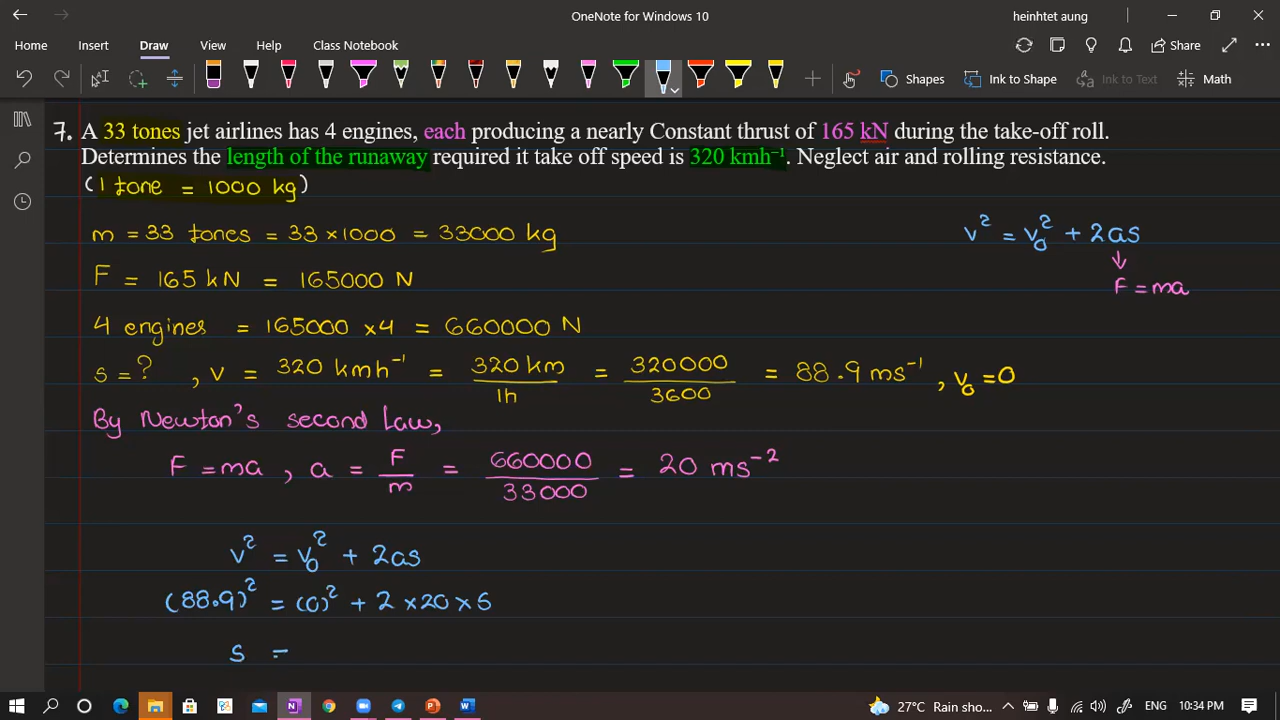 OneNote for Windows 10
heinhtet aung
Home Insert Draw View Help Class Notebook
Share
Shapes Ink to Shape Ink to Text Math
7. A 33 tones jet airlines has 4 engines, each producing a nearly Constant thrust of 165 kN during the take-off roll.
Determines the length of the runaway required it take off speed is 320 kmh⁻¹. Neglect air and rolling resistance.
(1 tone = 1000 kg)
m = 33 tones = 33 × 1000 = 33000 kg
v² = v₀² + 2as
↓
F = ma
F = 165 kN = 165000 N
4 engines = 165000 × 4 = 660000 N
s = ? , v = 320 kmh⁻¹ = 320 km / 1h = 320000 / 3600 = 88.9 ms⁻¹ , v₀ = 0
By Newton's second Law,
F = ma , a = F / m = 660000 / 33000 = 20 ms⁻²
v² = v₀² + 2as
(88.9)² = (0)² + 2 × 20 × s
s =
27°C Rain sho... ENG 10:34 PM